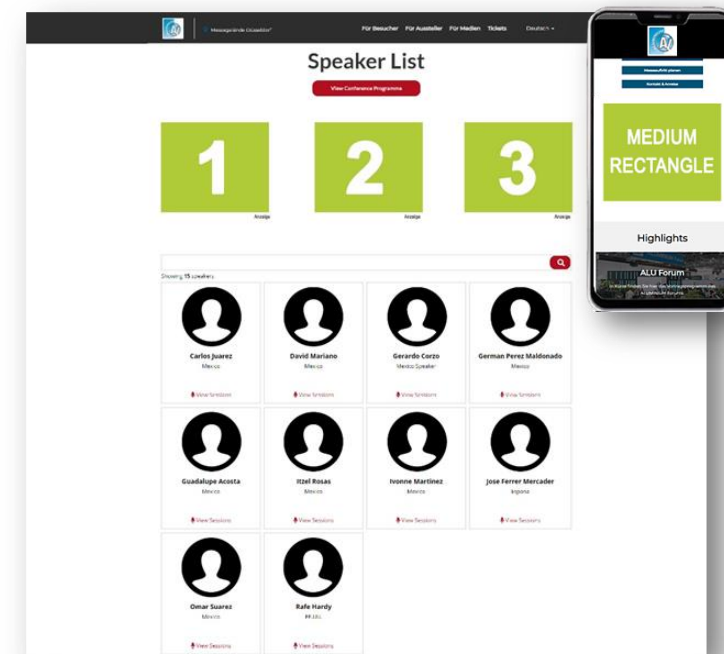 Messegelände Düsseldorf
Für Besucher Für Aussteller Für Medien Tickets Deutsch
Speaker List
View Conference Programme
1 2 3
Anzeige Anzeige Anzeige
Showing 15 speakers
Carlos Juarez David Mariano Gerardo Corzo German Perez Maldonado
Mexico Mexico Mexico Speaker Mexico
View Sessions View Sessions View Sessions View Sessions
Guadalupe Acosta Itzel Rosas Ivonne Martinez Jose Ferrer Mercader
Mexico Mexico Mexico
View Sessions View Sessions View Sessions View Sessions
Omar Suarez Rafe Hardy
Mexico
View Sessions View Sessions
Kontakt & Anreise
MEDIUM
RECTANGLE
Highlights
ALU Forum